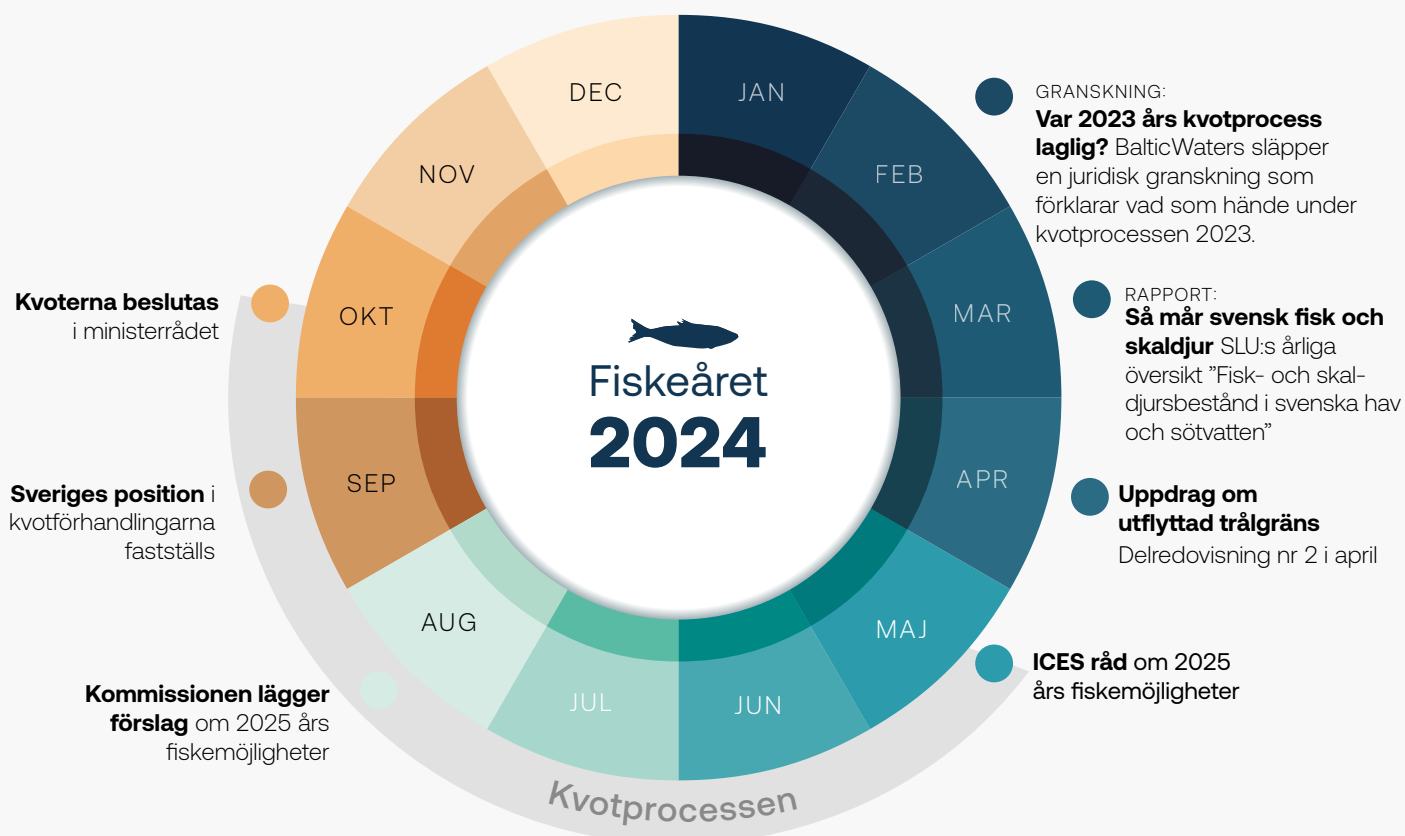 Fiskeåret
2024
JAN
FEB
MAR
APR
MAJ
JUN
JUL
AUG
SEP
OKT
NOV
DEC
GRANSKNING:
Var 2023 års kvotprocess
laglig? BalticWaters släpper
en juridisk granskning som
förklarar vad som hände under
kvotprocessen 2023.
RAPPORT:
Så mår svensk fisk och
skaldjur SLU:s årliga
översikt ”Fisk- och skal-
djursbestånd i svenska hav
och sötvatten”
Uppdrag om
utflyttad trålgräns
Delredovisning nr 2 i april
ICES råd om 2025
års fiskemöjligheter
Kvotprocessen
Kommissionen lägger
förslag om 2025 års
fiskemöjligheter
Sveriges position i
kvotförhandlingarna
fastställs
Kvoterna beslutas
i ministerrådet